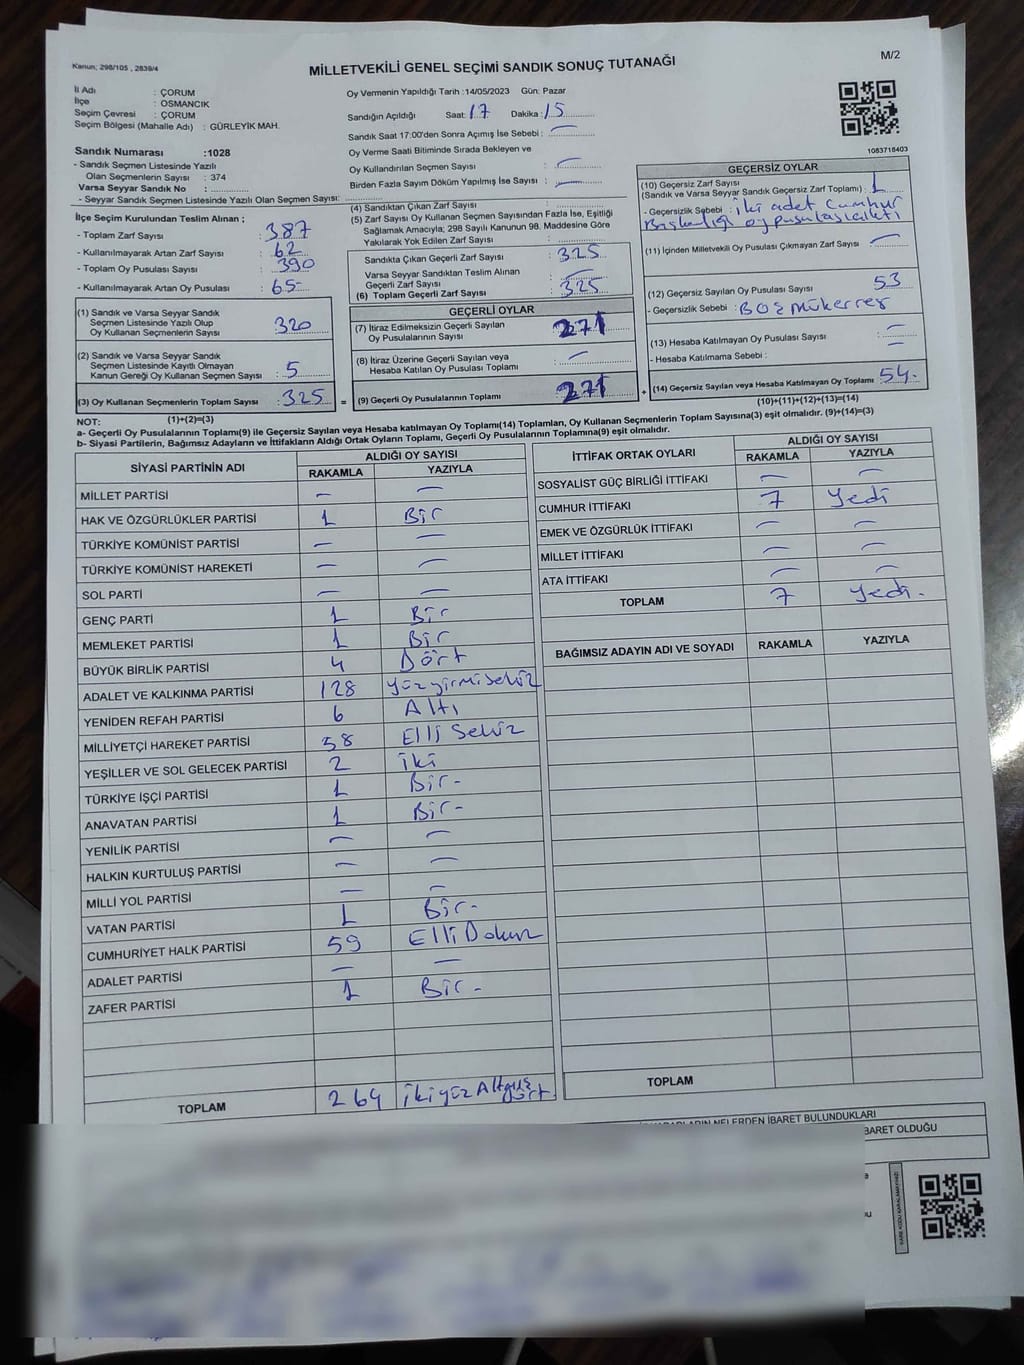 Kanun; 298/105 , 2839/4
MİLLETVEKİLİ GENEL SEÇİMİ SANDIK SONUÇ TUTANAĞI
M/2
İl Adı : ÇORUM
İlçe : OSMANCIK
Seçim Çevresi : ÇORUM
Seçim Bölgesi (Mahalle Adı) : GÜRLEYİK MAH.
Sandık Numarası :1028
- Sandık Seçmen Listesinde Yazılı
Olan Seçmenlerin Sayısı : 374
Varsa Seyyar Sandık No :
- Seyyar Sandık Seçmen Listesinde Yazılı Olan Seçmen Sayısı:
Oy Vermenin Yapıldığı Tarih :14/05/2023 Gün: Pazar
Sandığın Açıldığı Saat: 17 Dakika : 15
Sandık Saat 17:00'den Sonra Açımış İse Sebebi : —
Oy Verme Saati Bitiminde Sırada Bekleyen ve
Oy Kullandırılan Seçmen Sayısı : —
Birden Fazla Sayım Döküm Yapılmış İse Sayısı : —
1083718403
İlçe Seçim Kurulundan Teslim Alınan ;
- Toplam Zarf Sayısı : 387
- Kullanılmayarak Artan Zarf Sayısı : 62
- Toplam Oy Pusulası Sayısı : 390
- Kullanılmayarak Artan Oy Pusulası : 65
(1) Sandık ve Varsa Seyyar Sandık
Seçmen Listesinde Yazılı Olup
Oy Kullanan Seçmenlerin Sayısı : 320
(2) Sandık ve Varsa Seyyar Sandık
Seçmen Listesinde Kayıtlı Olmayan
Kanun Gereği Oy Kullanan Seçmen Sayısı : 5
(3) Oy Kullanan Seçmenlerin Toplam Sayısı : 325
(1)+(2)=(3)
(4) Sandıktan Çıkan Zarf Sayısı :
(5) Zarf Sayısı Oy Kullanan Seçmen Sayısından Fazla İse, Eşitliği
Sağlamak Amacıyla; 298 Sayılı Kanunun 98. Maddesine Göre
Yakılarak Yok Edilen Zarf Sayısı :
Sandıkta Çıkan Geçerli Zarf Sayısı : 325
Varsa Seyyar Sandıktan Teslim Alınan
Geçerli Zarf Sayısı : —
(6) Toplam Geçerli Zarf Sayısı : 325
GEÇERLİ OYLAR
(7) İtiraz Edilmeksizin Geçerli Sayılan
Oy Pusulalarının Sayısı : 271
(8) İtiraz Üzerine Geçerli Sayılan veya
Hesaba Katılan Oy Pusulası Toplamı : —
= (9) Geçerli Oy Pusulalarının Toplamı 271
GEÇERSİZ OYLAR
(10) Geçersiz Zarf Sayısı
(Sandık ve Varsa Seyyar Sandık Geçersiz Zarf Toplamı) : 1
- Geçersizlik Sebebi : iki adet Cumhur
Başkanlığı oy pusulası çıktı
(11) İçinden Milletvekili Oy Pusulası Çıkmayan Zarf Sayısı : —
(12) Geçersiz Sayılan Oy Pusulası Sayısı : 53
- Geçersizlik Sebebi : BOŞ mükerrer
(13) Hesaba Katılmayan Oy Pusulası Sayısı : —
- Hesaba Katılmama Sebebi : —
+ (14) Geçersiz Sayılan veya Hesaba Katılmayan Oy Toplamı : 54.
(10)+(11)+(12)+(13)=(14)
NOT:
a- Geçerli Oy Pusulalarının Toplamı(9) ile Geçersiz Sayılan veya Hesaba katılmayan Oy Toplamı(14) Toplamları, Oy Kullanan Seçmenlerin Toplam Sayısına(3) eşit olmalıdır. (9)+(14)=(3)
b- Siyasi Partilerin, Bağımsız Adayların ve İttifakların Aldığı Ortak Oyların Toplamı, Geçerli Oy Pusulalarının Toplamına(9) eşit olmalıdır.
SİYASİ PARTİNİN ADI ALDIĞI OY SAYISI
RAKAMLA YAZIYLA
MİLLET PARTİSİ — —
HAK VE ÖZGÜRLÜKLER PARTİSİ 1 Bir
TÜRKİYE KOMÜNİST PARTİSİ — —
TÜRKİYE KOMÜNİST HAREKETİ — —
SOL PARTİ — —
GENÇ PARTİ 1 Bir
MEMLEKET PARTİSİ 1 Bir
BÜYÜK BİRLİK PARTİSİ 4 Dört
ADALET VE KALKINMA PARTİSİ 128 yüzyirmisekiz
YENİDEN REFAH PARTİSİ 6 Altı
MİLLİYETÇİ HAREKET PARTİSİ 58 Elli Sekiz
YEŞİLLER VE SOL GELECEK PARTİSİ 2 iki
TÜRKİYE İŞÇİ PARTİSİ 1 Bir-
ANAVATAN PARTİSİ 1 Bir-
YENİLİK PARTİSİ — —
HALKIN KURTULUŞ PARTİSİ — —
MİLLİ YOL PARTİSİ — —
VATAN PARTİSİ 1 Bir-
CUMHURİYET HALK PARTİSİ 59 Elli Dokuz
ADALET PARTİSİ — —
ZAFER PARTİSİ 1 Bir-
TOPLAM 264 ikiyüz Altmış dört
İTTİFAK ORTAK OYLARI ALDIĞI OY SAYISI
RAKAMLA YAZIYLA
SOSYALİST GÜÇ BİRLİĞİ İTTİFAKI — —
CUMHUR İTTİFAKI 7 Yedi
EMEK VE ÖZGÜRLÜK İTTİFAKI — —
MİLLET İTTİFAKI — —
ATA İTTİFAKI — —
TOPLAM 7 Yedi.
BAĞIMSIZ ADAYIN ADI VE SOYADI RAKAMLA YAZIYLA
TOPLAM
NELERDEN İBARET BULUNDUKLARI
BARET OLDUĞU